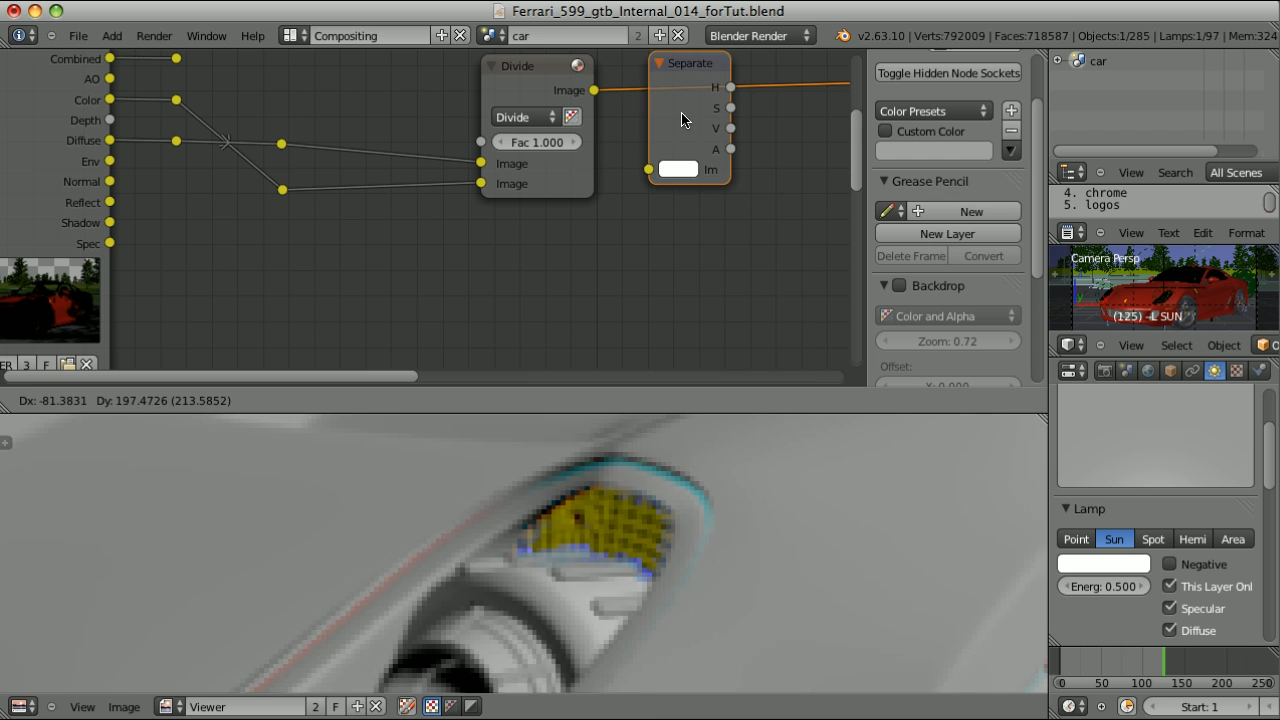 Ferrari_599_gtb_Internal_014_forTut.blend
File Add Render Window Help Compositing car 2 Blender Render v2.63.10 | Verts:792009 | Faces:718587 | Objects:1/285 | Lamps:1/97 | Mem:324
Combined
AO
Color
Depth
Diffuse
Env
Normal
Reflect
Shadow
Spec
3 F
Divide
Image
Divide
Fac 1.000
Image
Image
Separate
H
S
V
A
Im
Toggle Hidden Node Sockets
Color Presets
Custom Color
Grease Pencil
New
New Layer
Delete Frame Convert
Backdrop
Color and Alpha
Zoom: 0.72
Offset:
X: 0.000
car
View Search All Scenes
4. chrome
5. logos
View Text Edit Format
Camera Persp
(125) -L SUN
View Select Object
Lamp
Point Sun Spot Hemi Area
Negative
Energ: 0.500 This Layer Onl
Specular
Diffuse
0 50 100 150 200 250
Start: 1
Dx: -81.3831 Dy: 197.4726 (213.5852)
View Image Viewer 2 F